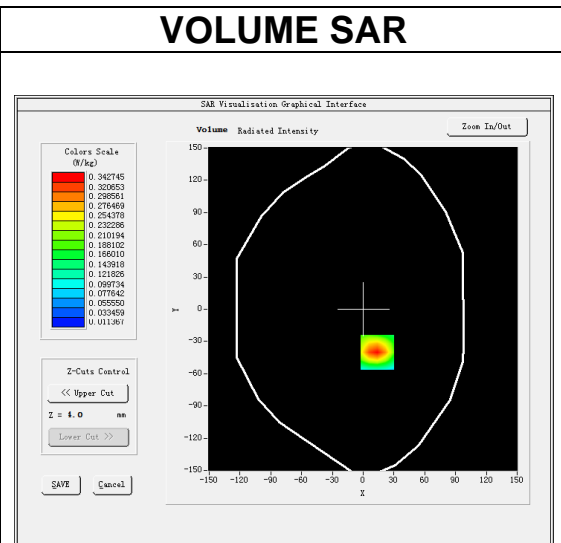 VOLUME SAR
SAR Visualisation Graphical Interface
Volume Radiated Intensity
Zoom In/Out
Colors Scale
(W/kg)
0.342745
0.320653
0.298561
0.276469
0.254378
0.232286
0.210194
0.188102
0.166010
0.143918
0.121826
0.099734
0.077642
0.055550
0.033459
0.011367
Z-Cuts Control
<< Upper Cut
Z = 4.0 mm
Lower Cut >>
SAVE Cancel
150
120
90
60
30
0
-30
-60
-90
-120
-150
Y
-150 -120 -90 -60 -30 0 30 60 90 120 150
X